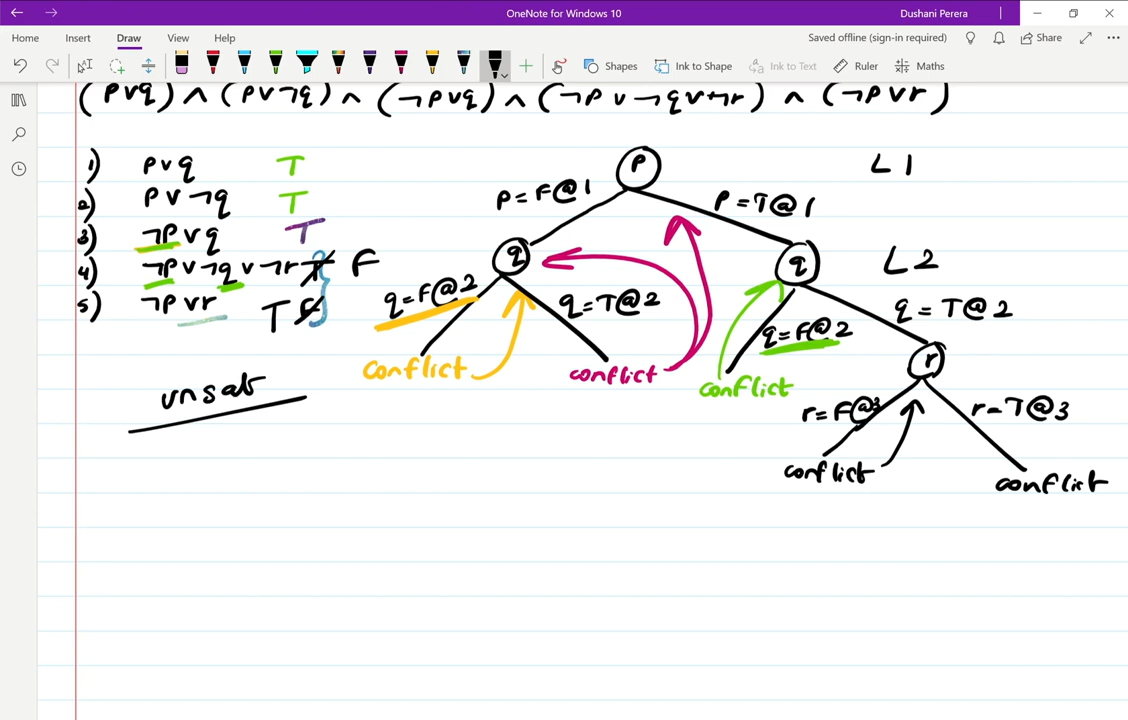 OneNote for Windows 10
Dushani Perera
Home Insert Draw View Help
Saved offline (sign-in required)
Share
Shapes
Ink to Shape
Ink to Text
Ruler
Maths
(p∨q) ∧ (p∨¬q) ∧ (¬p∨q) ∧ (¬p∨¬q∨¬r) ∧ (¬p∨r)
1) p∨q T
2) p∨¬q T
3) ¬p∨q T
4) ¬p∨¬q∨¬r T F
5) ¬p∨r T F
unsat
p
L1
p=F@1
p=T@1
q
q
L2
q=F@2
q=T@2
q=F@2
q=T@2
conflict
conflict
conflict
r
r=F@3
r=T@3
conflict
conflict